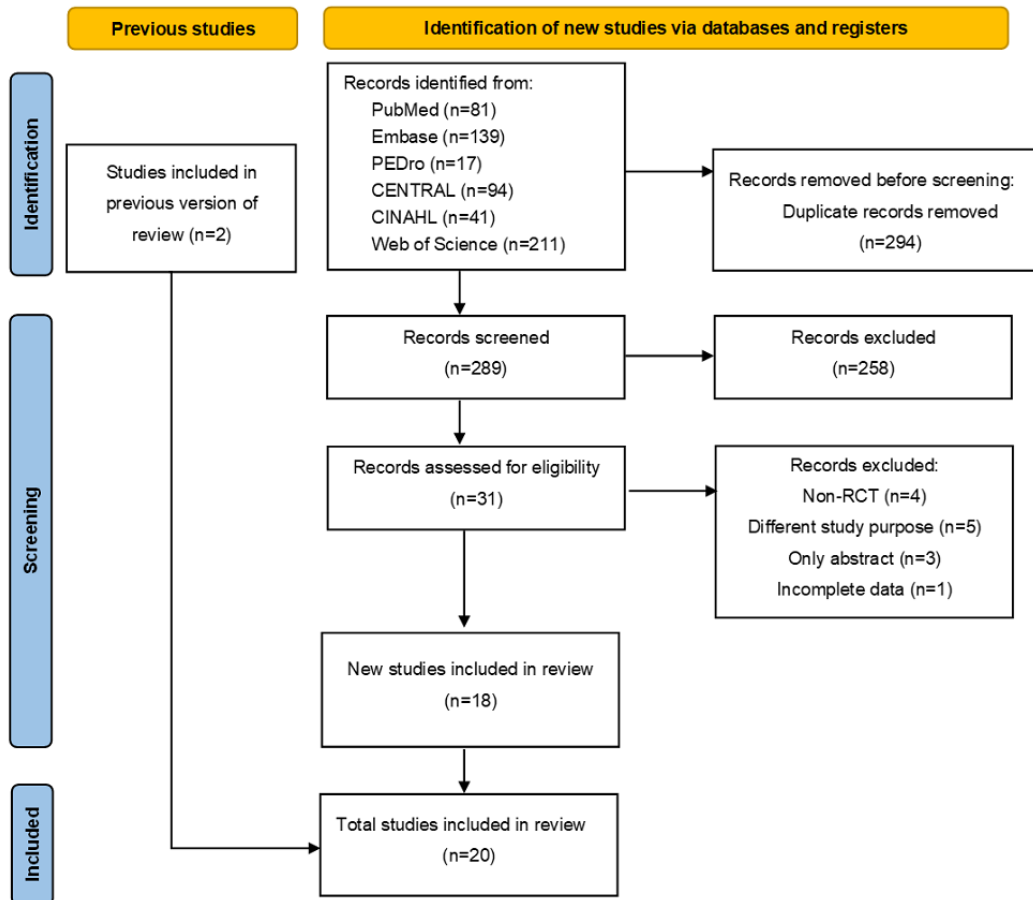 Previous studies
Identification of new studies via databases and registers
Identification
Studies included in
previous version of
review (n=2)
Records identified from:
PubMed (n=81)
Embase (n=139)
PEDro (n=17)
CENTRAL (n=94)
CINAHL (n=41)
Web of Science (n=211)
Records removed before screening:
Duplicate records removed
(n=294)
Screening
Records screened
(n=289)
Records excluded
(n=258)
Records assessed for eligibility
(n=31)
Records excluded:
Non-RCT (n=4)
Different study purpose (n=5)
Only abstract (n=3)
Incomplete data (n=1)
New studies included in review
(n=18)
Included
Total studies included in review
(n=20)